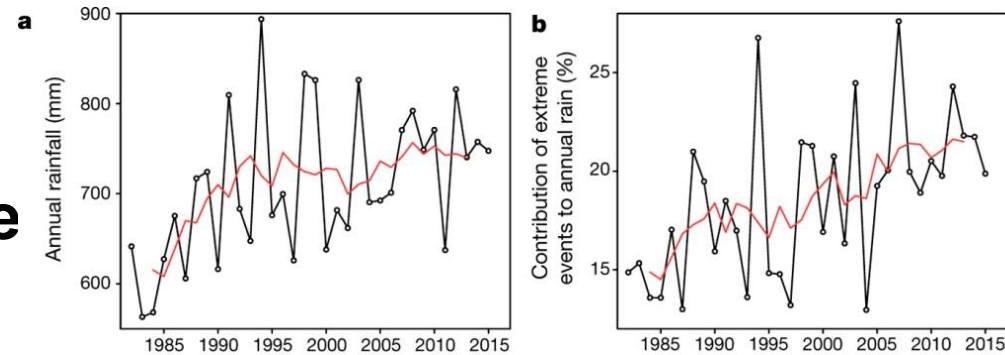 a
900
800
700
600
Annual rainfall (mm)
1985 1990 1995 2000 2005 2010 2015
b
25
20
15
Contribution of extreme
events to annual rain (%)
1985 1990 1995 2000 2005 2010 2015
e